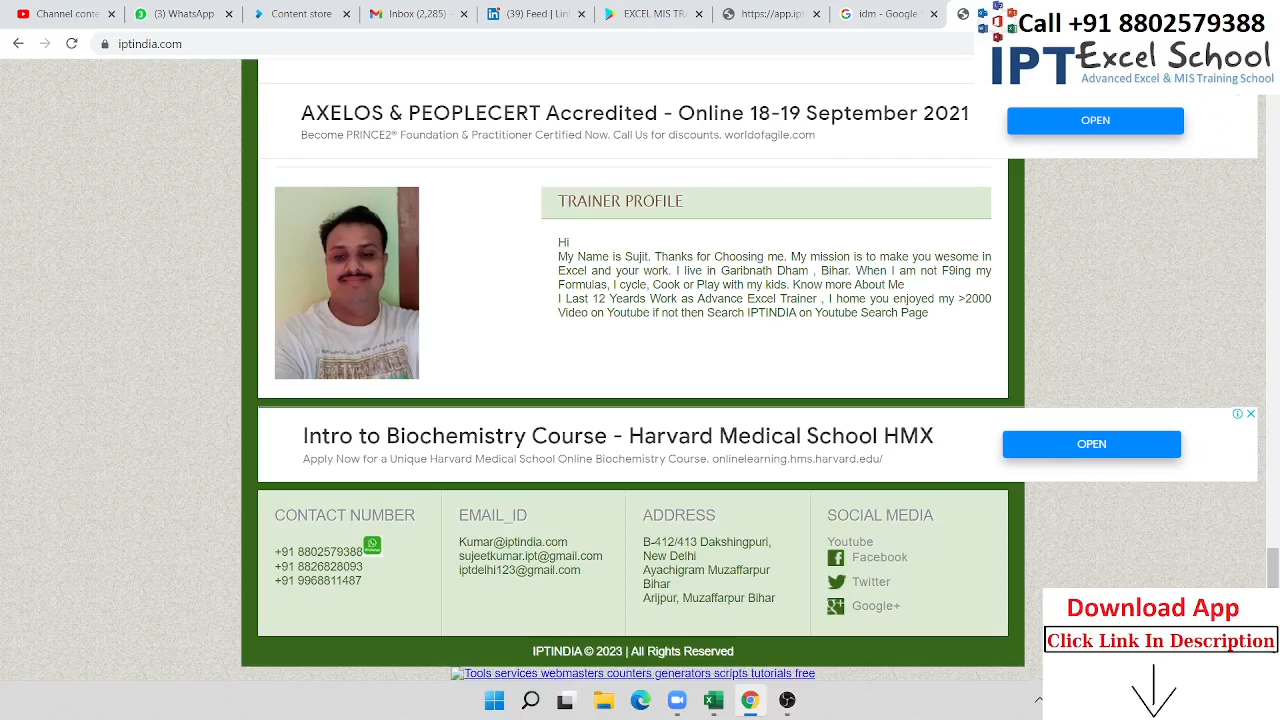 Channel conten
(3) WhatsApp
Content store
Inbox (2,285) -
(39) Feed | Lin
EXCEL MIS TRA
https://app.ipt
idm - Google
iptindia.com
Call +91 8802579388
IPT Excel School
Advanced Excel & MIS Training School
AXELOS & PEOPLECERT Accredited - Online 18-19 September 2021
Become PRINCE2® Foundation & Practitioner Certified Now. Call Us for discounts. worldofagile.com
OPEN
TRAINER PROFILE
Hi
My Name is Sujit. Thanks for Choosing me. My mission is to make you wesome in
Excel and your work. I live in Garibnath Dham , Bihar. When I am not F9ing my
Formulas, I cycle, Cook or Play with my kids. Know more About Me
I Last 12 Yeards Work as Advance Excel Trainer , I home you enjoyed my >2000
Video on Youtube if not then Search IPTINDIA on Youtube Search Page
Intro to Biochemistry Course - Harvard Medical School HMX
Apply Now for a Unique Harvard Medical School Online Biochemistry Course. onlinelearning.hms.harvard.edu/
OPEN
CONTACT NUMBER
+91 8802579388
+91 8826828093
+91 9968811487
EMAIL_ID
Kumar@iptindia.com
sujeetkumar.ipt@gmail.com
iptdelhi123@gmail.com
ADDRESS
B-412/413 Dakshingpuri,
New Delhi
Ayachigram Muzaffarpur
Bihar
Arijpur, Muzaffarpur Bihar
SOCIAL MEDIA
Youtube
Facebook
Twitter
Google+
IPTINDIA © 2023 | All Rights Reserved
Tools services webmasters counters generators scripts tutorials free
Download App
Click Link In Description